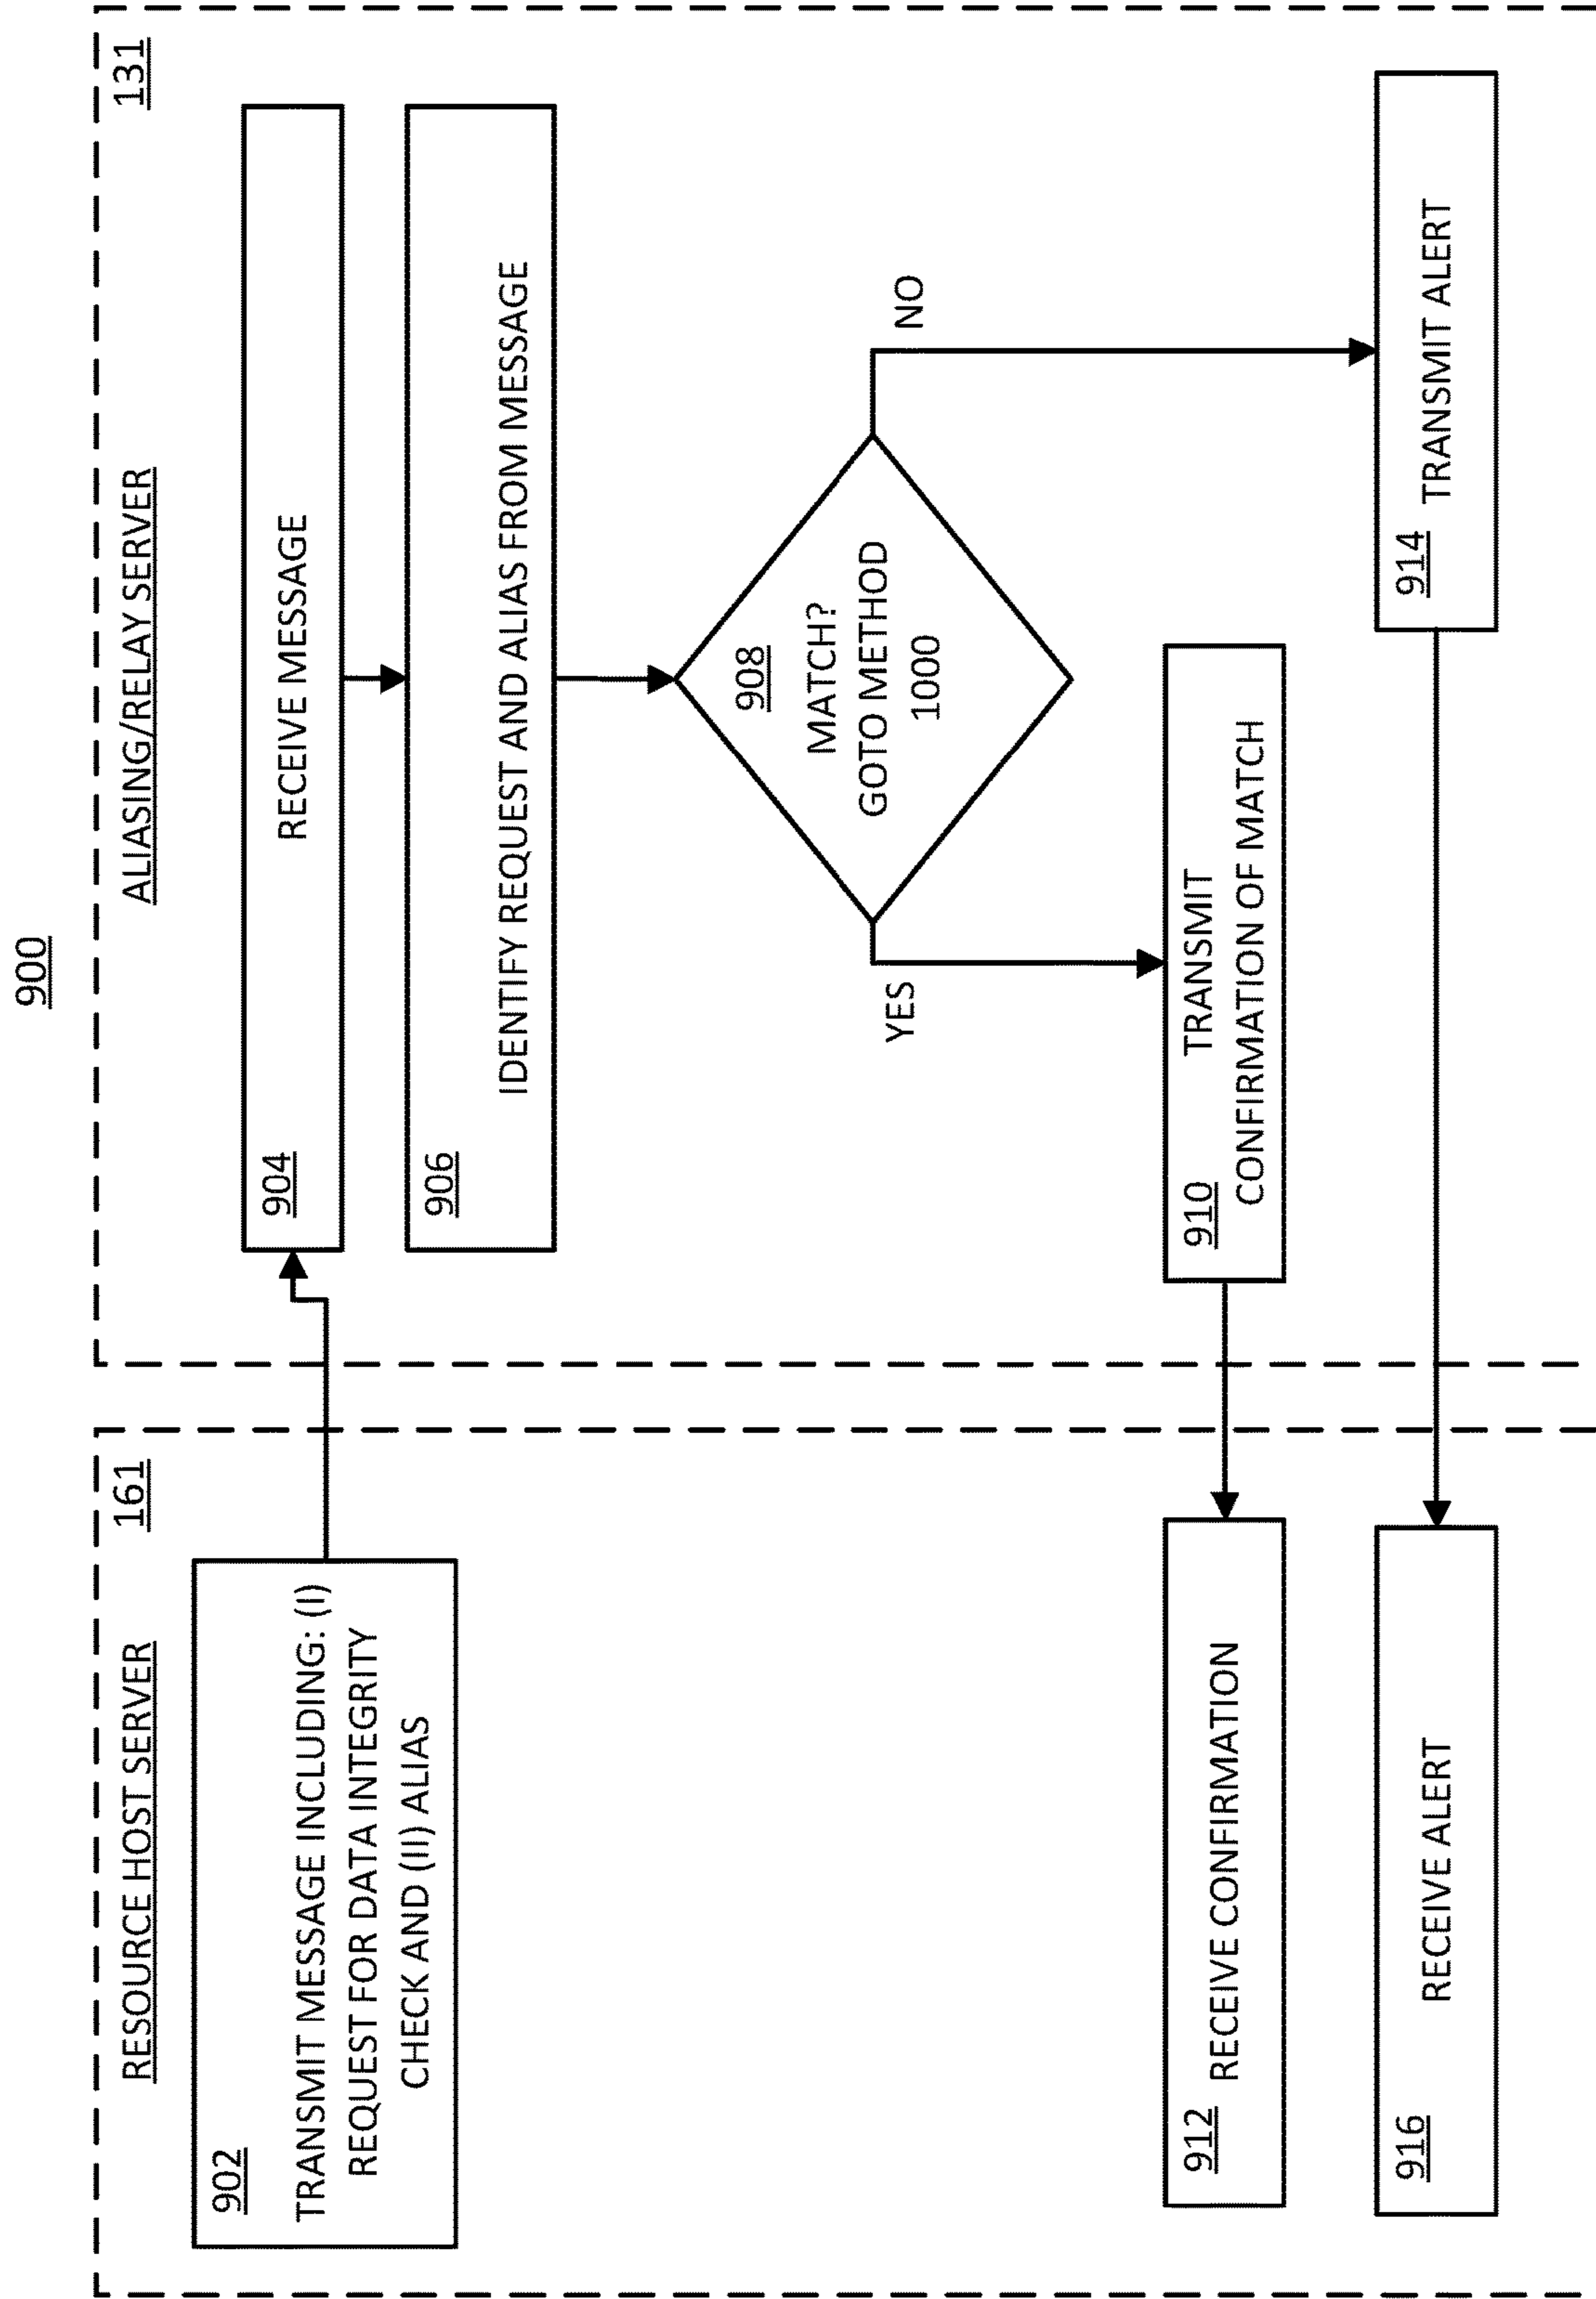 900
RESOURCE HOST SERVER
161
902
TRANSMIT MESSAGE INCLUDING: (I)
REQUEST FOR DATA INTEGRITY
CHECK AND (II) ALIAS
ALIASING/RELAY SERVER
131
904
RECEIVE MESSAGE
906
IDENTIFY REQUEST AND ALIAS FROM MESSAGE
908
MATCH?
GOTO METHOD
1000
YES
NO
910
TRANSMIT
CONFIRMATION OF MATCH
912
RECEIVE CONFIRMATION
914
TRANSMIT ALERT
916
RECEIVE ALERT